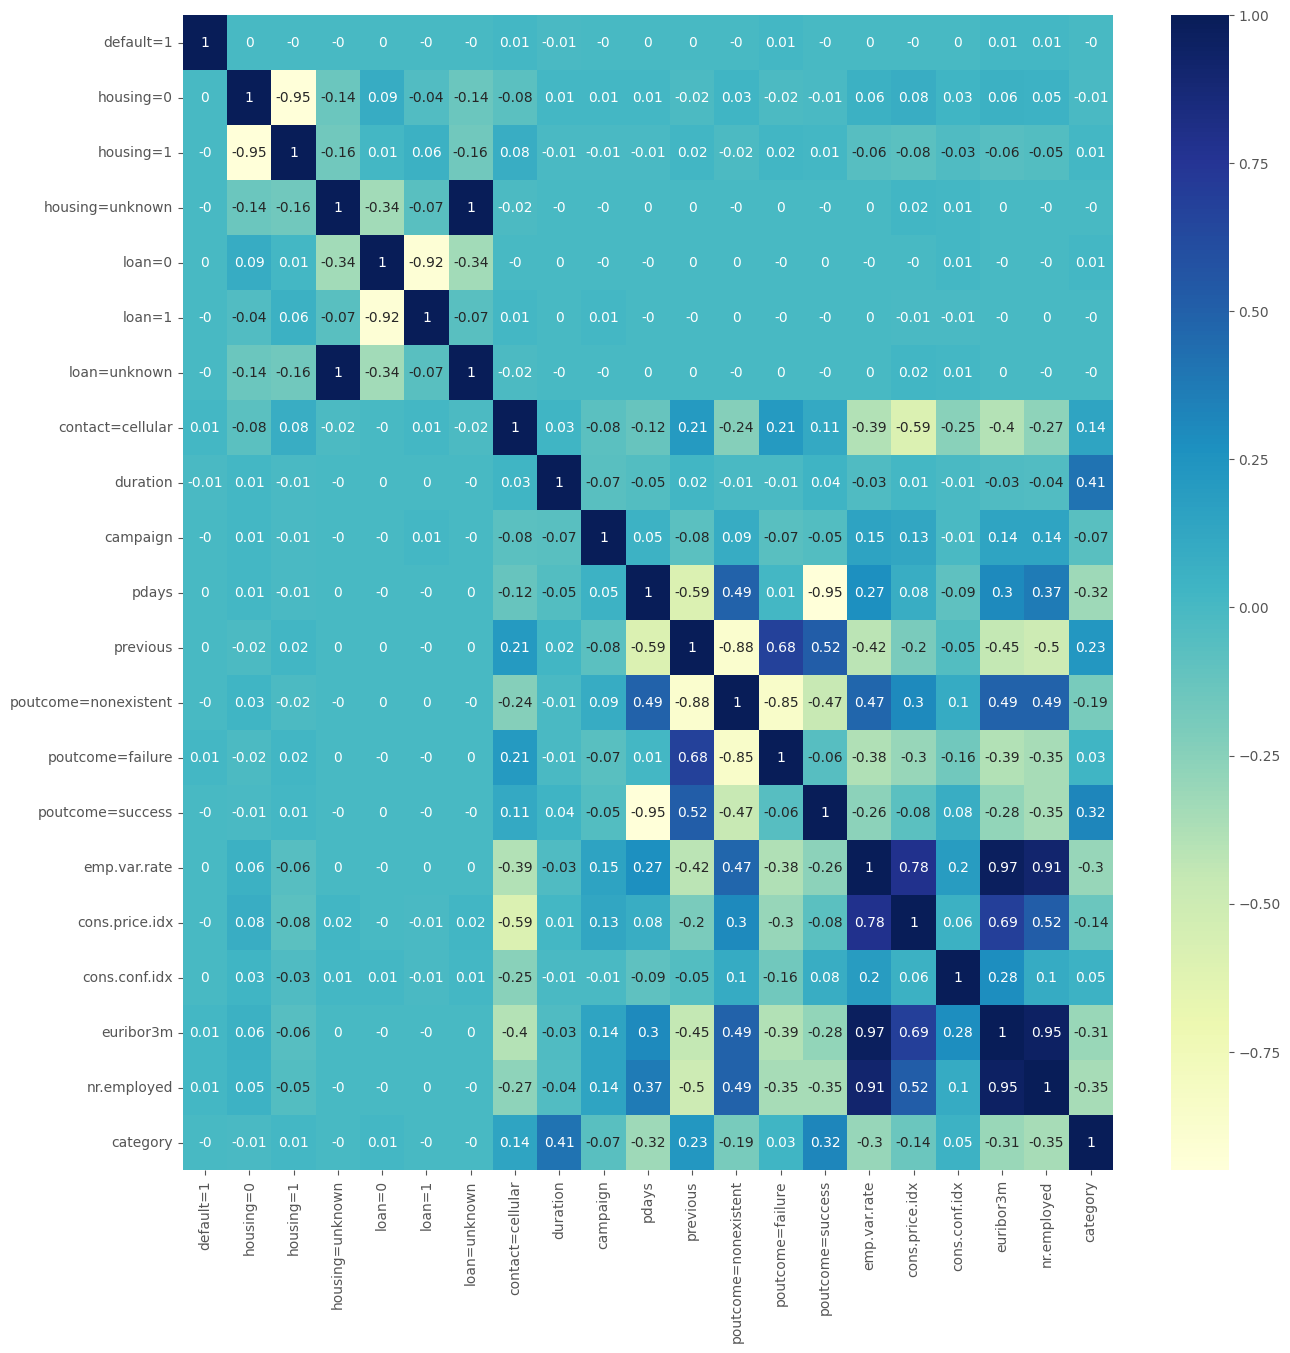 default=1 1 0 -0 -0 0 -0 -0 0.01 -0.01 -0 0 0 -0 0.01 -0 0 -0 0 0.01 0.01 -0
housing=0 0 1 -0.95 -0.14 0.09 -0.04 -0.14 -0.08 0.01 0.01 0.01 -0.02 0.03 -0.02 -0.01 0.06 0.08 0.03 0.06 0.05 -0.01
housing=1 -0 -0.95 1 -0.16 0.01 0.06 -0.16 0.08 -0.01 -0.01 -0.01 0.02 -0.02 0.02 0.01 -0.06 -0.08 -0.03 -0.06 -0.05 0.01
housing=unknown -0 -0.14 -0.16 1 -0.34 -0.07 1 -0.02 -0 -0 0 0 -0 0 -0 0 0.02 0.01 0 -0 -0
loan=0 0 0.09 0.01 -0.34 1 -0.92 -0.34 -0 0 -0 -0 0 0 -0 0 -0 -0 0.01 -0 -0 0.01
loan=1 -0 -0.04 0.06 -0.07 -0.92 1 -0.07 0.01 0 0.01 -0 -0 0 -0 -0 0 -0.01 -0.01 -0 0 -0
loan=unknown -0 -0.14 -0.16 1 -0.34 -0.07 1 -0.02 -0 -0 0 0 -0 0 -0 0 0.02 0.01 0 -0 -0
contact=cellular 0.01 -0.08 0.08 -0.02 -0 0.01 -0.02 1 0.03 -0.08 -0.12 0.21 -0.24 0.21 0.11 -0.39 -0.59 -0.25 -0.4 -0.27 0.14
duration -0.01 0.01 -0.01 -0 0 0 -0 0.03 1 -0.07 -0.05 0.02 -0.01 -0.01 0.04 -0.03 0.01 -0.01 -0.03 -0.04 0.41
campaign -0 0.01 -0.01 -0 -0 0.01 -0 -0.08 -0.07 1 0.05 -0.08 0.09 -0.07 -0.05 0.15 0.13 -0.01 0.14 0.14 -0.07
pdays 0 0.01 -0.01 0 -0 -0 0 -0.12 -0.05 0.05 1 -0.59 0.49 0.01 -0.95 0.27 0.08 -0.09 0.3 0.37 -0.32
previous 0 -0.02 0.02 0 0 -0 0 0.21 0.02 -0.08 -0.59 1 -0.88 0.68 0.52 -0.42 -0.2 -0.05 -0.45 -0.5 0.23
poutcome=nonexistent -0 0.03 -0.02 -0 0 0 -0 -0.24 -0.01 0.09 0.49 -0.88 1 -0.85 -0.47 0.47 0.3 0.1 0.49 0.49 -0.19
poutcome=failure 0.01 -0.02 0.02 0 -0 -0 0 0.21 -0.01 -0.07 0.01 0.68 -0.85 1 -0.06 -0.38 -0.3 -0.16 -0.39 -0.35 0.03
poutcome=success -0 -0.01 0.01 -0 0 -0 -0 0.11 0.04 -0.05 -0.95 0.52 -0.47 -0.06 1 -0.26 -0.08 0.08 -0.28 -0.35 0.32
emp.var.rate 0 0.06 -0.06 0 -0 0 0 -0.39 -0.03 0.15 0.27 -0.42 0.47 -0.38 -0.26 1 0.78 0.2 0.97 0.91 -0.3
cons.price.idx -0 0.08 -0.08 0.02 -0 -0.01 0.02 -0.59 0.01 0.13 0.08 -0.2 0.3 -0.3 -0.08 0.78 1 0.06 0.69 0.52 -0.14
cons.conf.idx 0 0.03 -0.03 0.01 0.01 -0.01 0.01 -0.25 -0.01 -0.01 -0.09 -0.05 0.1 -0.16 0.08 0.2 0.06 1 0.28 0.1 0.05
euribor3m 0.01 0.06 -0.06 0 -0 -0 0 -0.4 -0.03 0.14 0.3 -0.45 0.49 -0.39 -0.28 0.97 0.69 0.28 1 0.95 -0.31
nr.employed 0.01 0.05 -0.05 -0 -0 0 -0 -0.27 -0.04 0.14 0.37 -0.5 0.49 -0.35 -0.35 0.91 0.52 0.1 0.95 1 -0.35
category -0 -0.01 0.01 -0 0.01 -0 -0 0.14 0.41 -0.07 -0.32 0.23 -0.19 0.03 0.32 -0.3 -0.14 0.05 -0.31 -0.35 1
default=1
housing=0
housing=1
housing=unknown
loan=0
loan=1
loan=unknown
contact=cellular
duration
campaign
pdays
previous
poutcome=nonexistent
poutcome=failure
poutcome=success
emp.var.rate
cons.price.idx
cons.conf.idx
euribor3m
nr.employed
category
1.00
0.75
0.50
0.25
0.00
−0.25
−0.50
−0.75